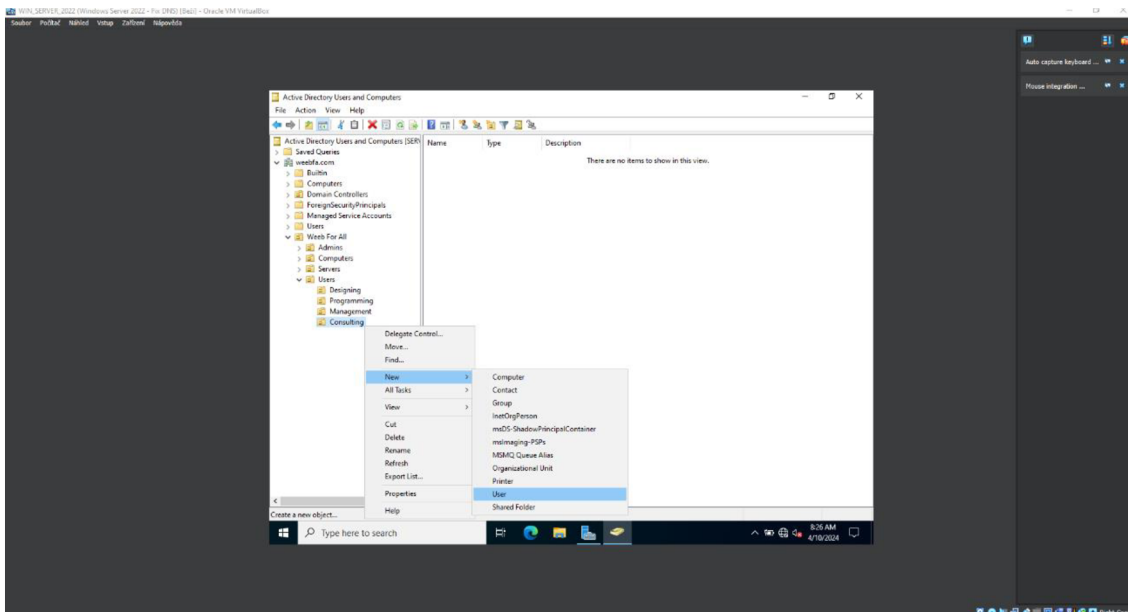 WIN_SERVER_2022 (Windows Server 2022 - Fix DNS) [Běží] - Oracle VM VirtualBox
Soubor Počítač Náhled Vstup Zařízení Nápověda
Auto capture keyboard ...
Mouse integration ...
Active Directory Users and Computers
File Action View Help
Active Directory Users and Computers [SERV
Name Type Description
There are no items to show in this view.
Saved Queries
weebfa.com
Builtin
Computers
Domain Controllers
ForeignSecurityPrincipals
Managed Service Accounts
Users
Weeb For All
Admins
Computers
Servers
Users
Designing
Programming
Management
Consulting
Delegate Control...
Move...
Find...
New
All Tasks
View
Cut
Delete
Rename
Refresh
Export List...
Properties
Help
Computer
Contact
Group
InetOrgPerson
msDS-ShadowPrincipalContainer
msImaging-PSPs
MSMQ Queue Alias
Organizational Unit
Printer
User
Shared Folder
Create a new object...
Type here to search
8:26 AM
4/10/2024